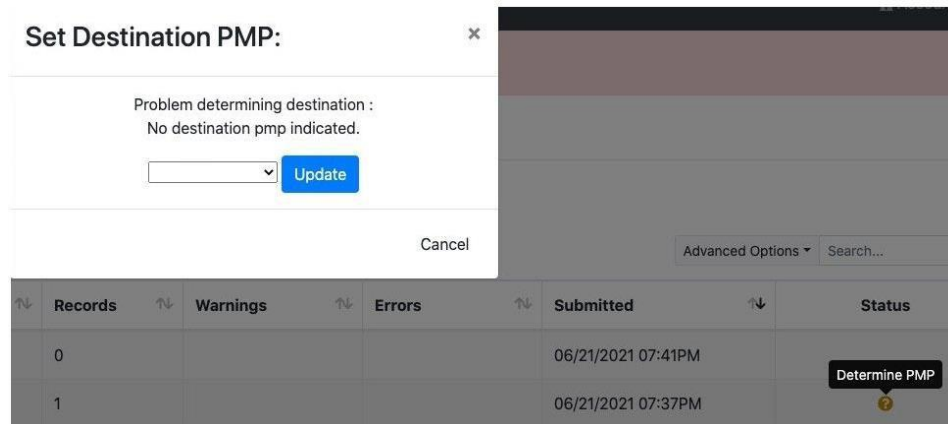 Set Destination PMP: ×
Problem determining destination :
No destination pmp indicated.
Update
Cancel
Advanced Options Search...
Records Warnings Errors Submitted Status
0 06/21/2021 07:41PM
Determine PMP
1 06/21/2021 07:37PM ?